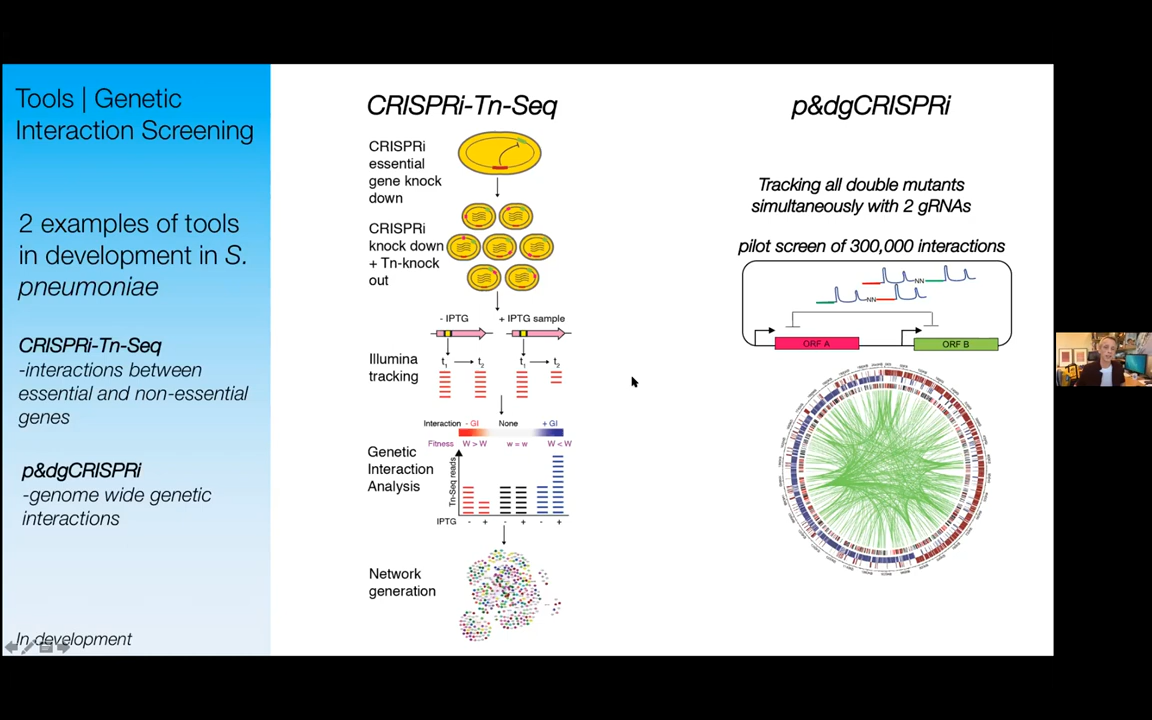 Tools | Genetic
Interaction Screening
2 examples of tools
in development in S.
pneumoniae
CRISPRi-Tn-Seq
-interactions between
essential and non-essential
genes
p&dgCRISPRi
-genome wide genetic
interactions
In development
CRISPRi-Tn-Seq
CRISPRi
essential
gene knock
down
CRISPRi
knock down
+ Tn-knock
out
- IPTG
+ IPTG sample
Illumina
tracking
t1
t2
t1
t2
Interaction - GI None + GI
Fitness W > W w = w W < W
Genetic
Interaction
Analysis
Tn-Seq reads
IPTG - + - + - +
Network
generation
p&dgCRISPRi
Tracking all double mutants
simultaneously with 2 gRNAs
pilot screen of 300,000 interactions
NN
NN
ORF A
ORF B